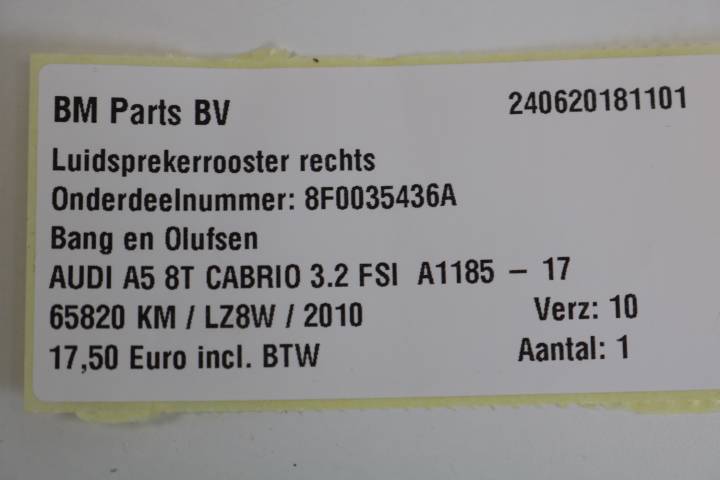 BM Parts BV 240620181101
Luidsprekerrooster rechts
Onderdeelnummer: 8F0035436A
Bang en Olufsen
AUDI A5 8T CABRIO 3.2 FSI A1185 - 17
65820 KM / LZ8W / 2010 Verz: 10
17,50 Euro incl. BTW Aantal: 1